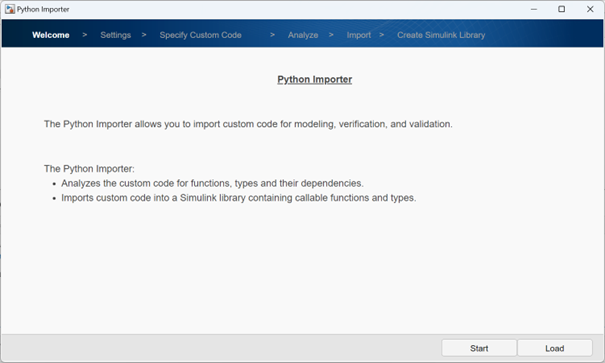 Python Importer
Welcome > Settings > Specify Custom Code > Analyze > Import > Create Simulink Library
Python Importer
The Python Importer allows you to import custom code for modeling, verification, and validation.
The Python Importer:
• Analyzes the custom code for functions, types and their dependencies.
• Imports custom code into a Simulink library containing callable functions and types.
Start Load